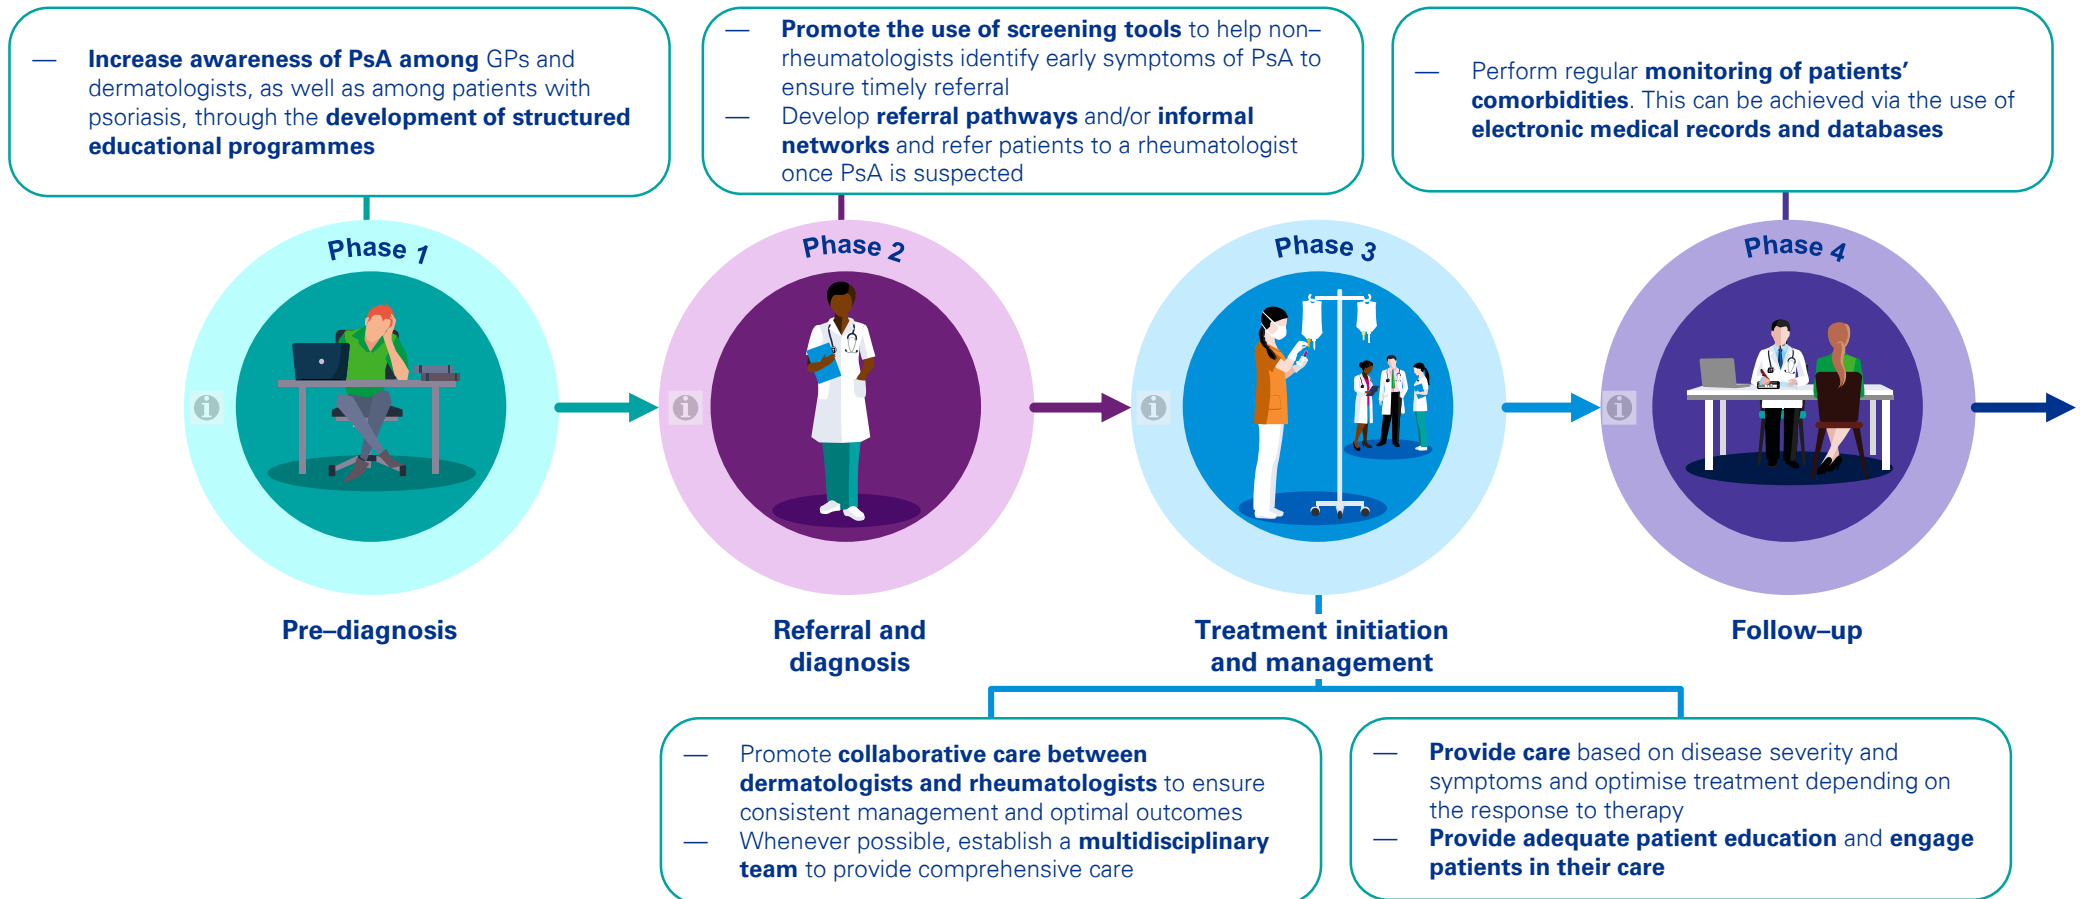 — Increase awareness of PsA among GPs and
dermatologists, as well as among patients with
psoriasis, through the development of structured
educational programmes
— Promote the use of screening tools to help non–
rheumatologists identify early symptoms of PsA to
ensure timely referral
— Develop referral pathways and/or informal
networks and refer patients to a rheumatologist
once PsA is suspected
— Perform regular monitoring of patients’
comorbidities. This can be achieved via the use of
electronic medical records and databases
Phase 1
Phase 2
Phase 3
Phase 4
i
i
i
i
Pre–diagnosis
Referral and
diagnosis
Treatment initiation
and management
Follow–up
— Promote collaborative care between
dermatologists and rheumatologists to ensure
consistent management and optimal outcomes
— Whenever possible, establish a multidisciplinary
team to provide comprehensive care
— Provide care based on disease severity and
symptoms and optimise treatment depending on
the response to therapy
— Provide adequate patient education and engage
patients in their care